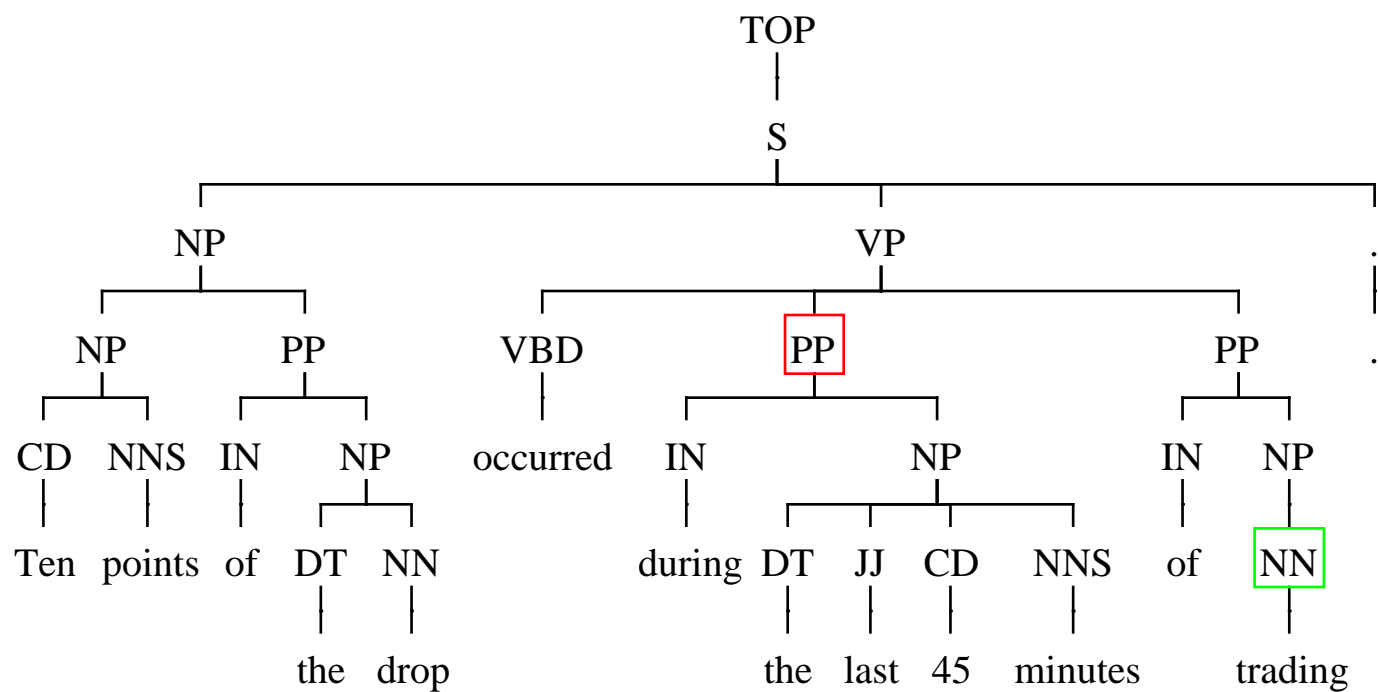 TOP
S
NP VP .
NP PP VBD PP PP .
CD NNS IN NP occurred IN NP IN NP
Ten points of DT NN during DT JJ CD NNS of NN
the drop the last 45 minutes trading